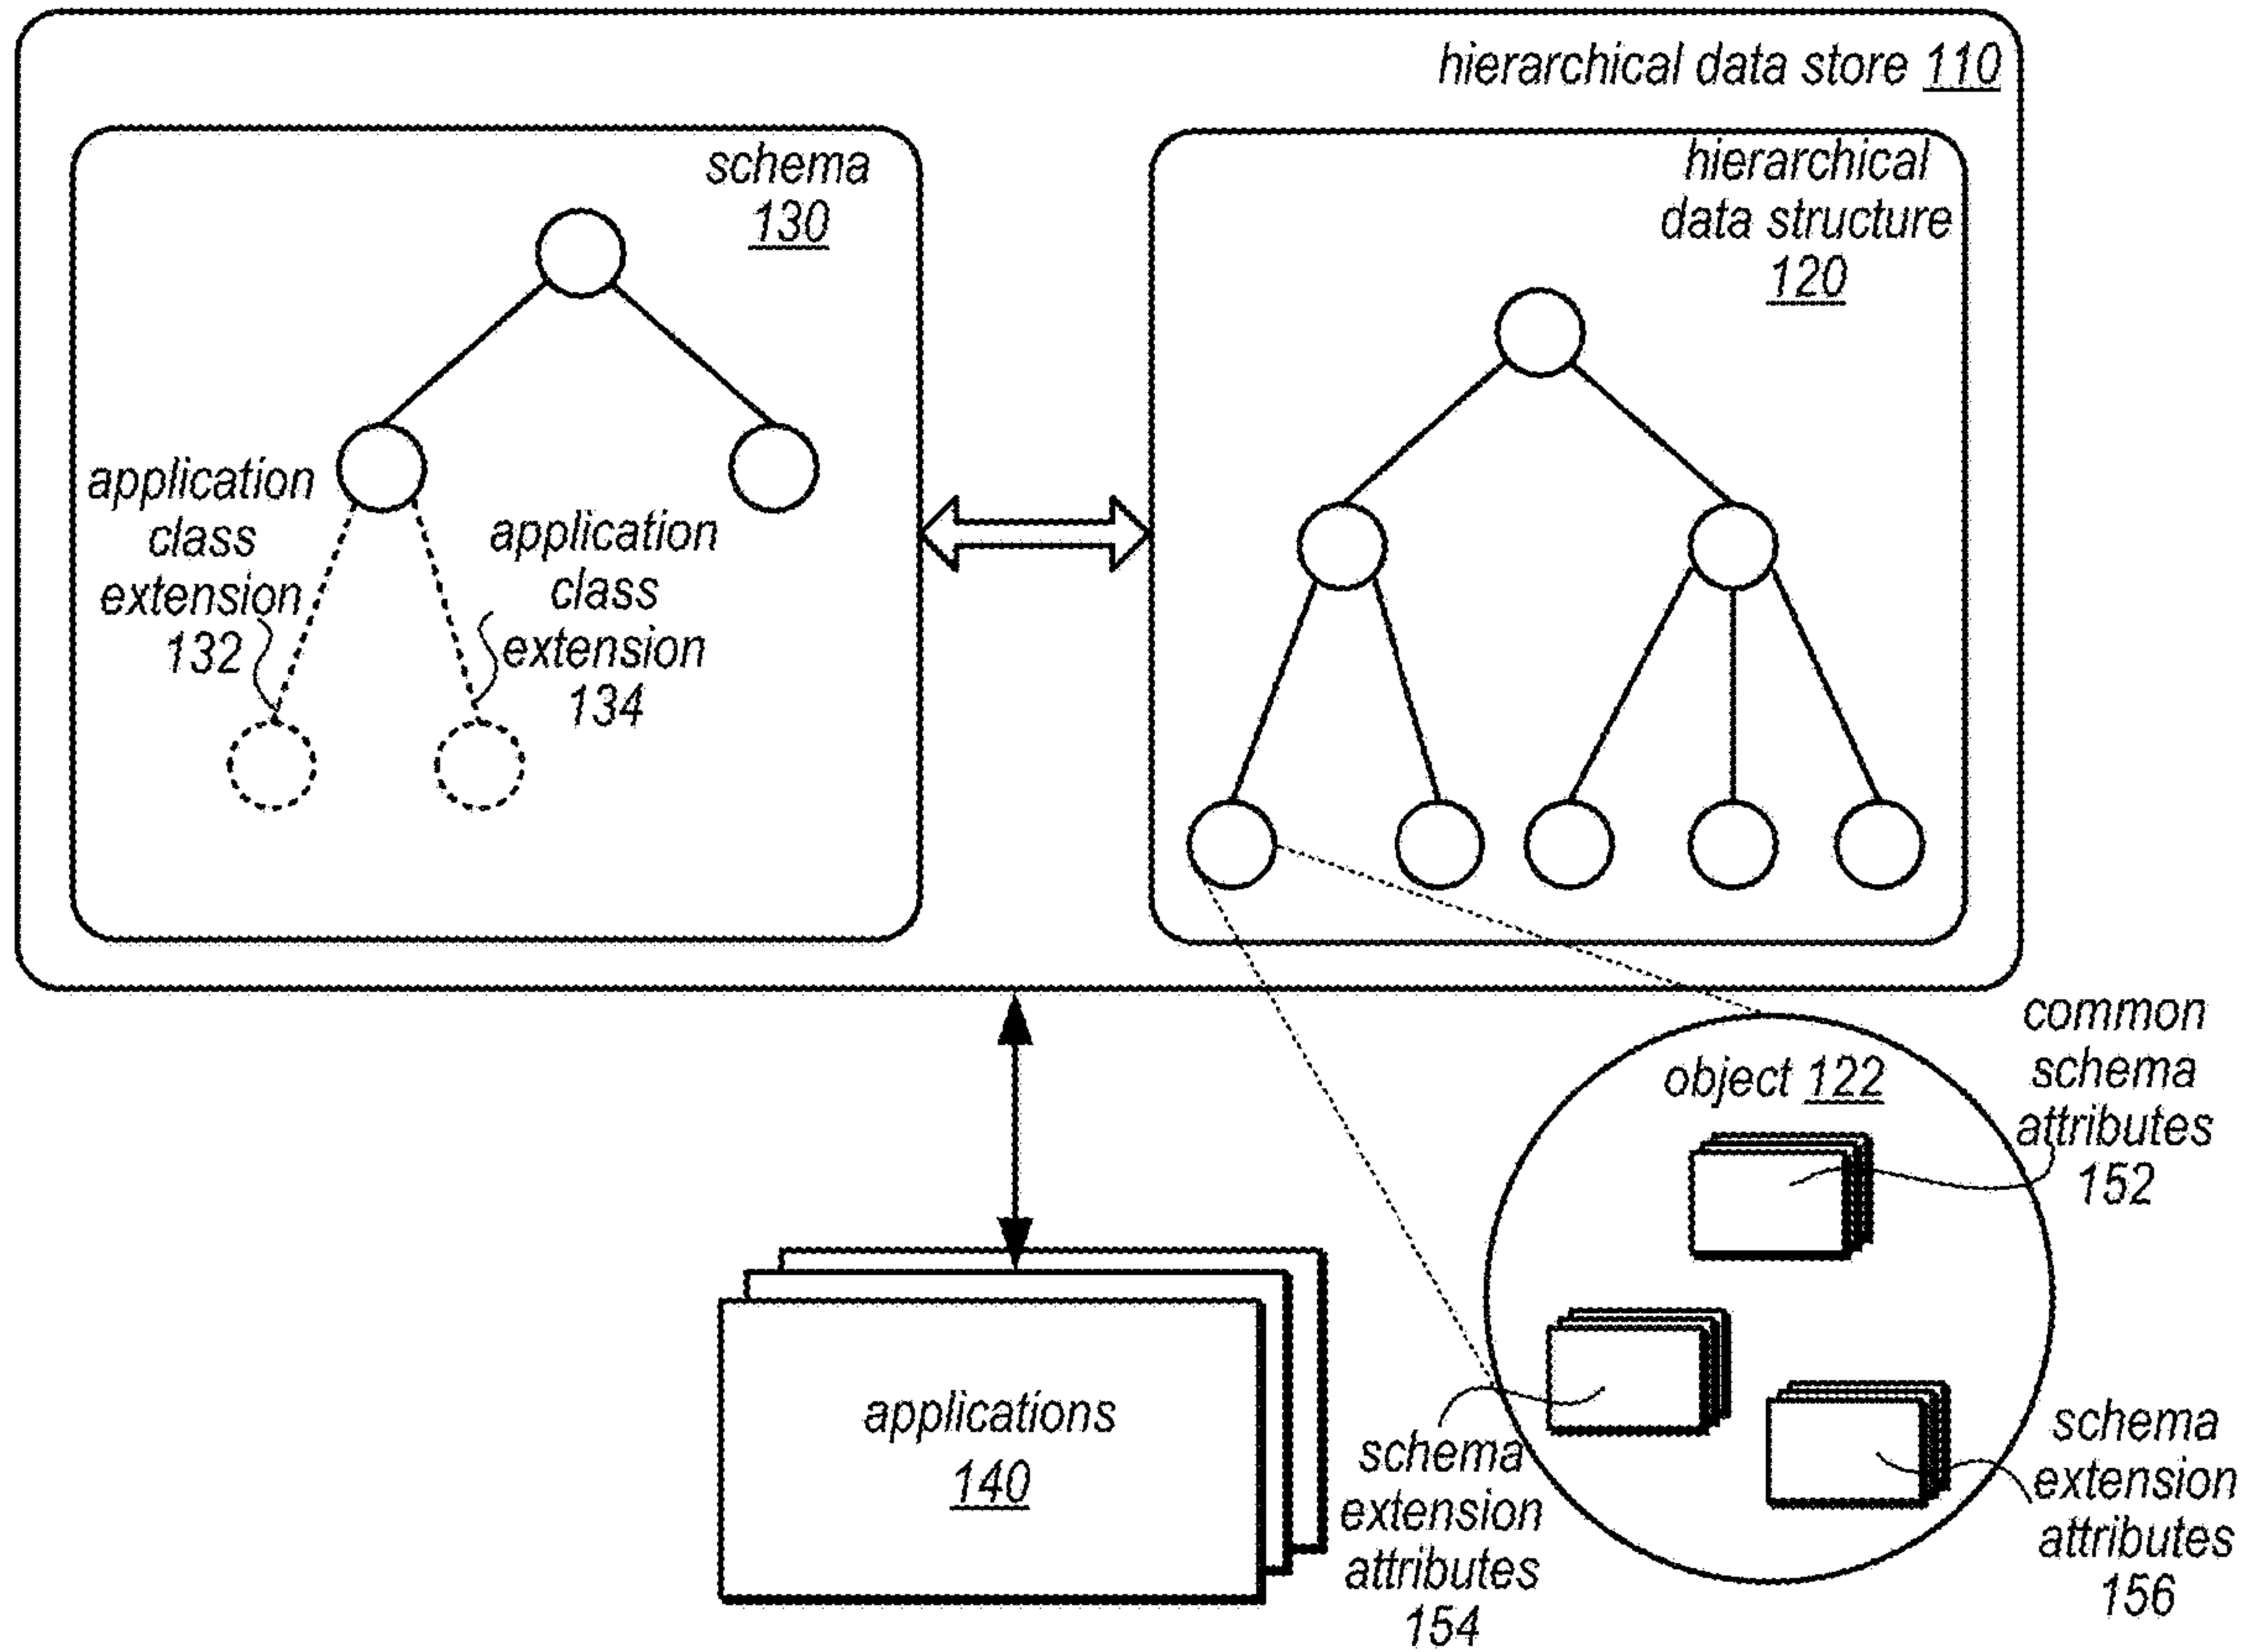 hierarchical data store 110
schema
130
hierarchical
data structure
120
application
class
extension
132
application
class
extension
134
common
schema
attributes
152
object 122
applications
140
schema
extension
attributes
154
schema
extension
attributes
156